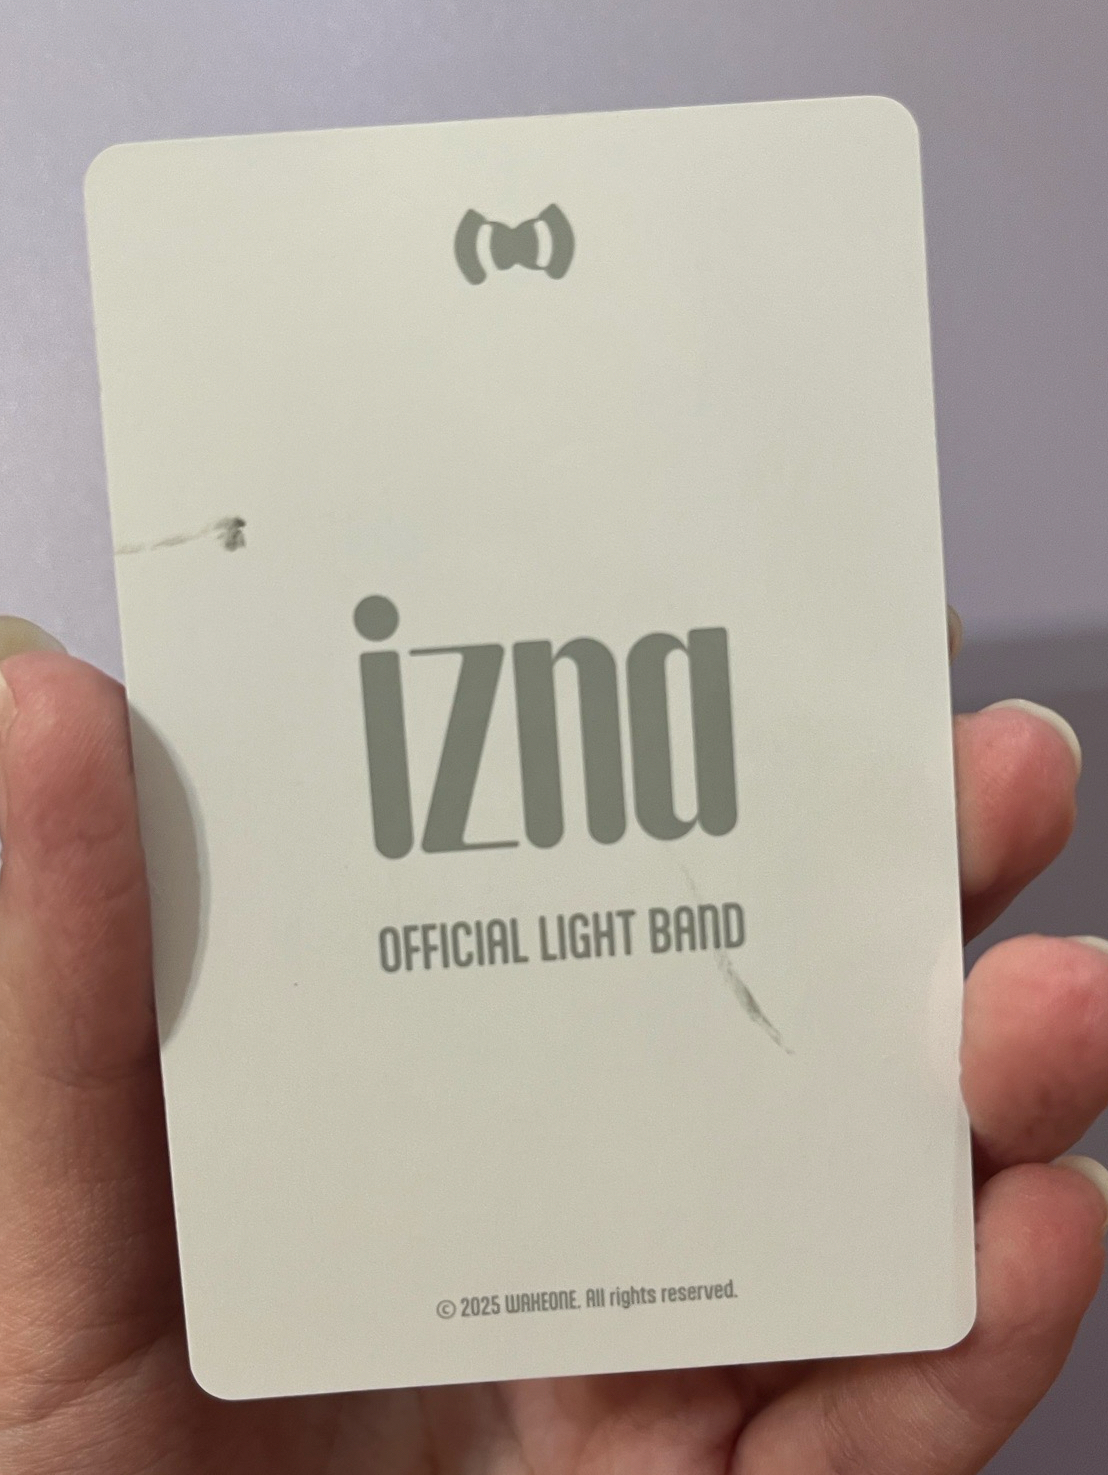 izna
OFFICIAL LIGHT BAND
© 2025 WAKEONE. All rights reserved.